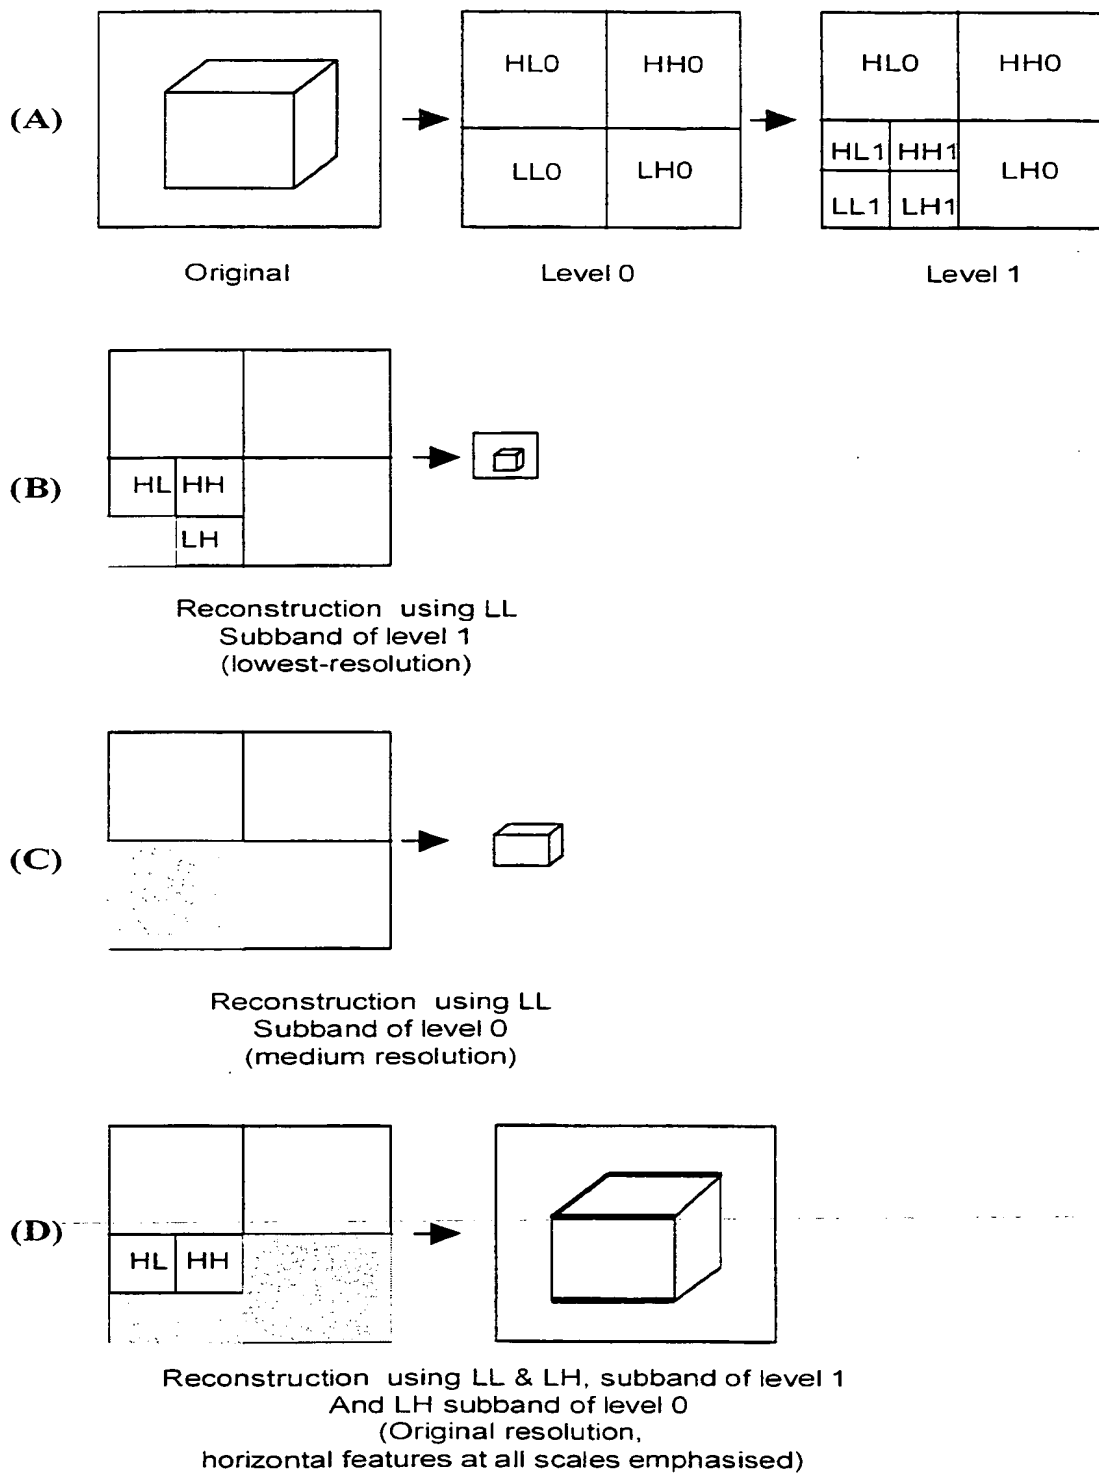 (A)
HL0 HH0
LL0 LH0
HL0 HH0
HL1 HH1
LH0
LL1 LH1
Original
Level 0
Level 1
(B)
HL HH
LH
Reconstruction using LL
Subband of level 1
(lowest-resolution)
(C)
Reconstruction using LL
Subband of level 0
(medium resolution)
(D)
HL HH
Reconstruction using LL & LH, subband of level 1
And LH subband of level 0
(Original resolution,
horizontal features at all scales emphasised)